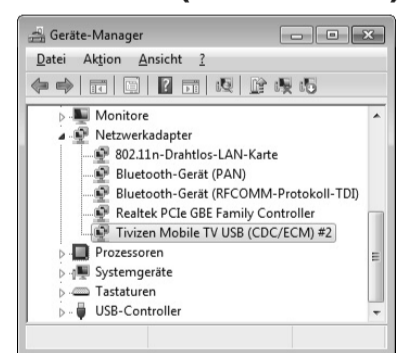 Geräte-Manager
Datei Aktion Ansicht ?
Monitore
Netzwerkadapter
802.11n-Drahtlos-LAN-Karte
Bluetooth-Gerät (PAN)
Bluetooth-Gerät (RFCOMM-Protokoll-TDI)
Realtek PCIe GBE Family Controller
Tivizen Mobile TV USB (CDC/ECM) #2
Prozessoren
Systemgeräte
Tastaturen
USB-Controller